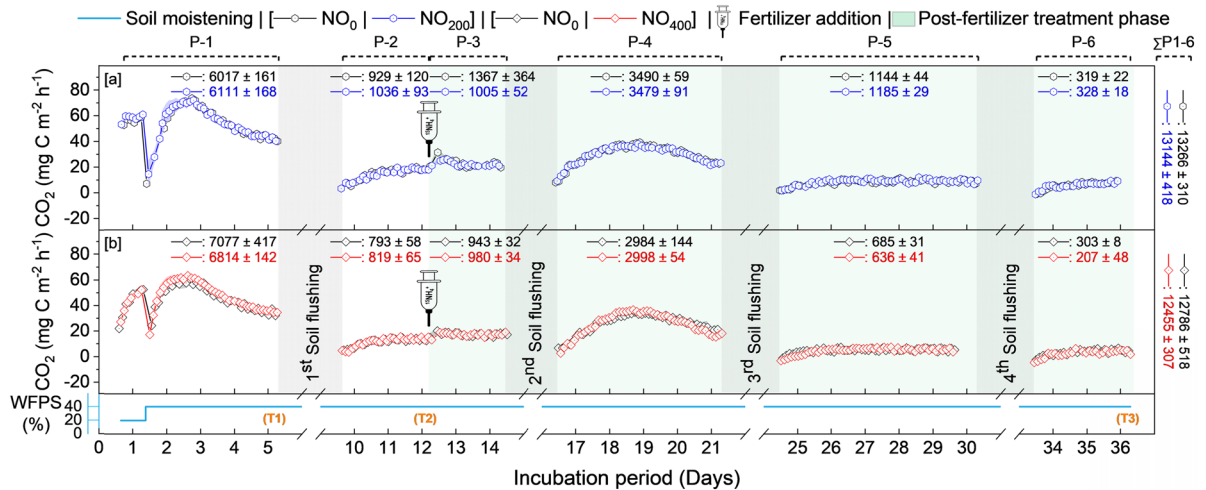 Soil moistening | [ NO0 | NO200] | [ NO0 | NO400] | Fertilizer addition | Post-fertilizer treatment phase
P-1 P-2 P-3 P-4 P-5 P-6 ΣP1-6
[a]
: 6017 ± 161 : 929 ± 120 : 1367 ± 364 : 3490 ± 59 : 1144 ± 44 : 319 ± 22
: 6111 ± 168 : 1036 ± 93 : 1005 ± 52 : 3479 ± 91 : 1185 ± 29 : 328 ± 18
CO2 (mg C m-2 h-1)
80
60
40
20
0
-20
: 13266 ± 310
: 13144 ± 418
[b]
: 7077 ± 417 : 793 ± 58 : 943 ± 32 : 2984 ± 144 : 685 ± 31 : 303 ± 8
: 6814 ± 142 : 819 ± 65 : 980 ± 34 : 2998 ± 54 : 636 ± 41 : 207 ± 48
CO2 (mg C m-2 h-1)
80
60
40
20
0
-20
: 12786 ± 518
: 12455 ± 307
1st Soil flushing
2nd Soil flushing
3rd Soil flushing
4th Soil flushing
WFPS
(%)
40
20
0
(T1) (T2) (T3)
0 1 2 3 4 5 10 11 12 13 14 17 18 19 20 21 25 26 27 28 29 30 34 35 36
Incubation period (Days)